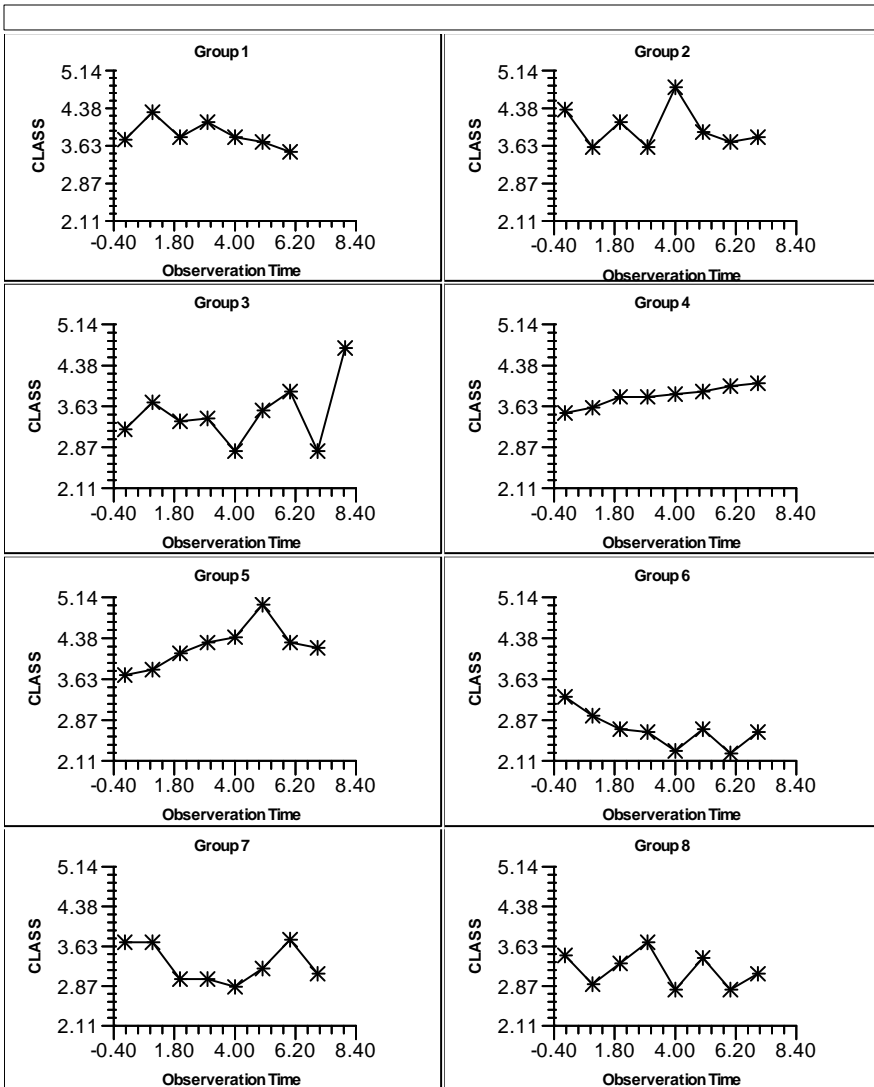 Group 1
5.14
4.38
3.63
2.87
2.11
CLASS
-0.40 1.80 4.00 6.20 8.40
Observeration Time
Group 2
5.14
4.38
3.63
2.87
2.11
CLASS
-0.40 1.80 4.00 6.20 8.40
Observeration Time
Group 3
5.14
4.38
3.63
2.87
2.11
CLASS
-0.40 1.80 4.00 6.20 8.40
Observeration Time
Group 4
5.14
4.38
3.63
2.87
2.11
CLASS
-0.40 1.80 4.00 6.20 8.40
Observeration Time
Group 5
5.14
4.38
3.63
2.87
2.11
CLASS
-0.40 1.80 4.00 6.20 8.40
Observeration Time
Group 6
5.14
4.38
3.63
2.87
2.11
CLASS
-0.40 1.80 4.00 6.20 8.40
Observeration Time
Group 7
5.14
4.38
3.63
2.87
2.11
CLASS
-0.40 1.80 4.00 6.20 8.40
Observeration Time
Group 8
5.14
4.38
3.63
2.87
2.11
CLASS
-0.40 1.80 4.00 6.20 8.40
Observeration Time